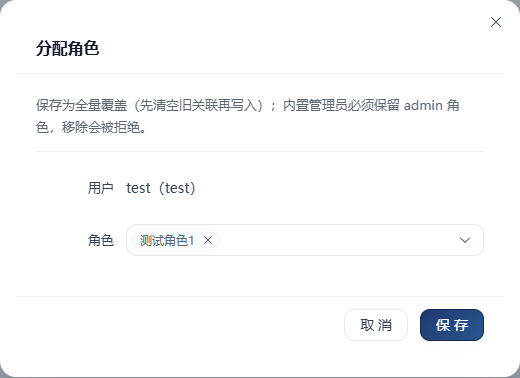 分配角色
保存为全量覆盖（先清空旧关联再写入）；内置管理员必须保留 admin 角
色，移除会被拒绝。
用户 test（test）
角色 测试角色1
取 消 保 存